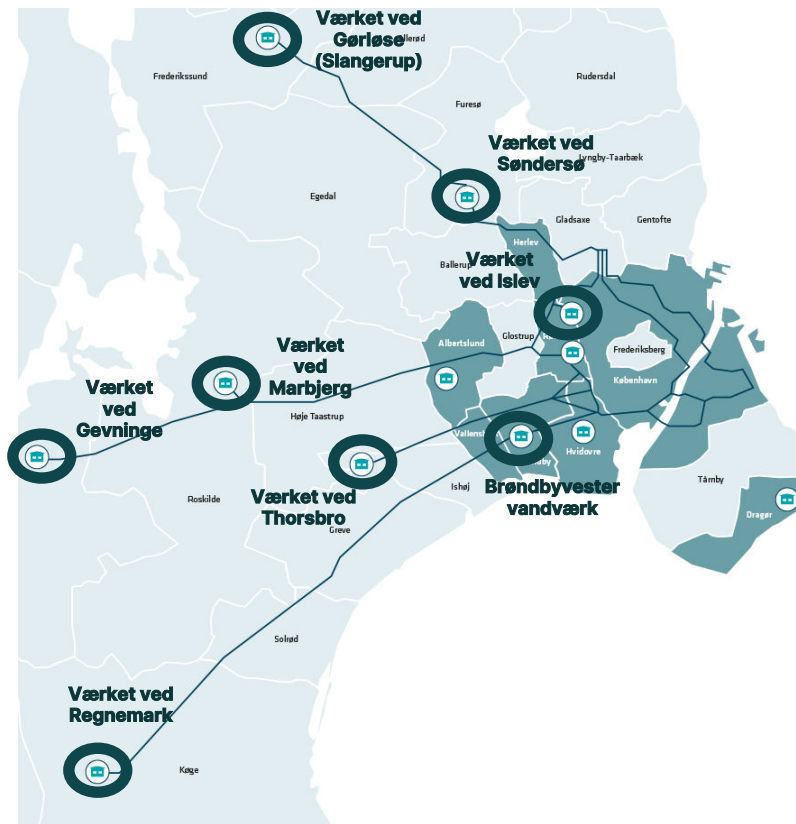 Værket ved
Gørløse
(Slangerup)
Frederikssund
Rudersdal
Furesø
Værket ved
Søndersø
Lyngby-Taarbæk
Egedal
Gladsaxe
Gentofte
Herlev
Værket
ved Islev
Ballerup
Glostrup
Albertslund
Frederiksberg
København
Værket
ved
Marbjerg
Værket
ved
Gevninge
Høje Taastrup
Hvidovre
Værket ved
Thorsbro
Ishøj
Brøndbyvester
vandværk
Tårnby
Dragør
Roskilde
Greve
Solrød
Værket ved
Regnemark
Køge